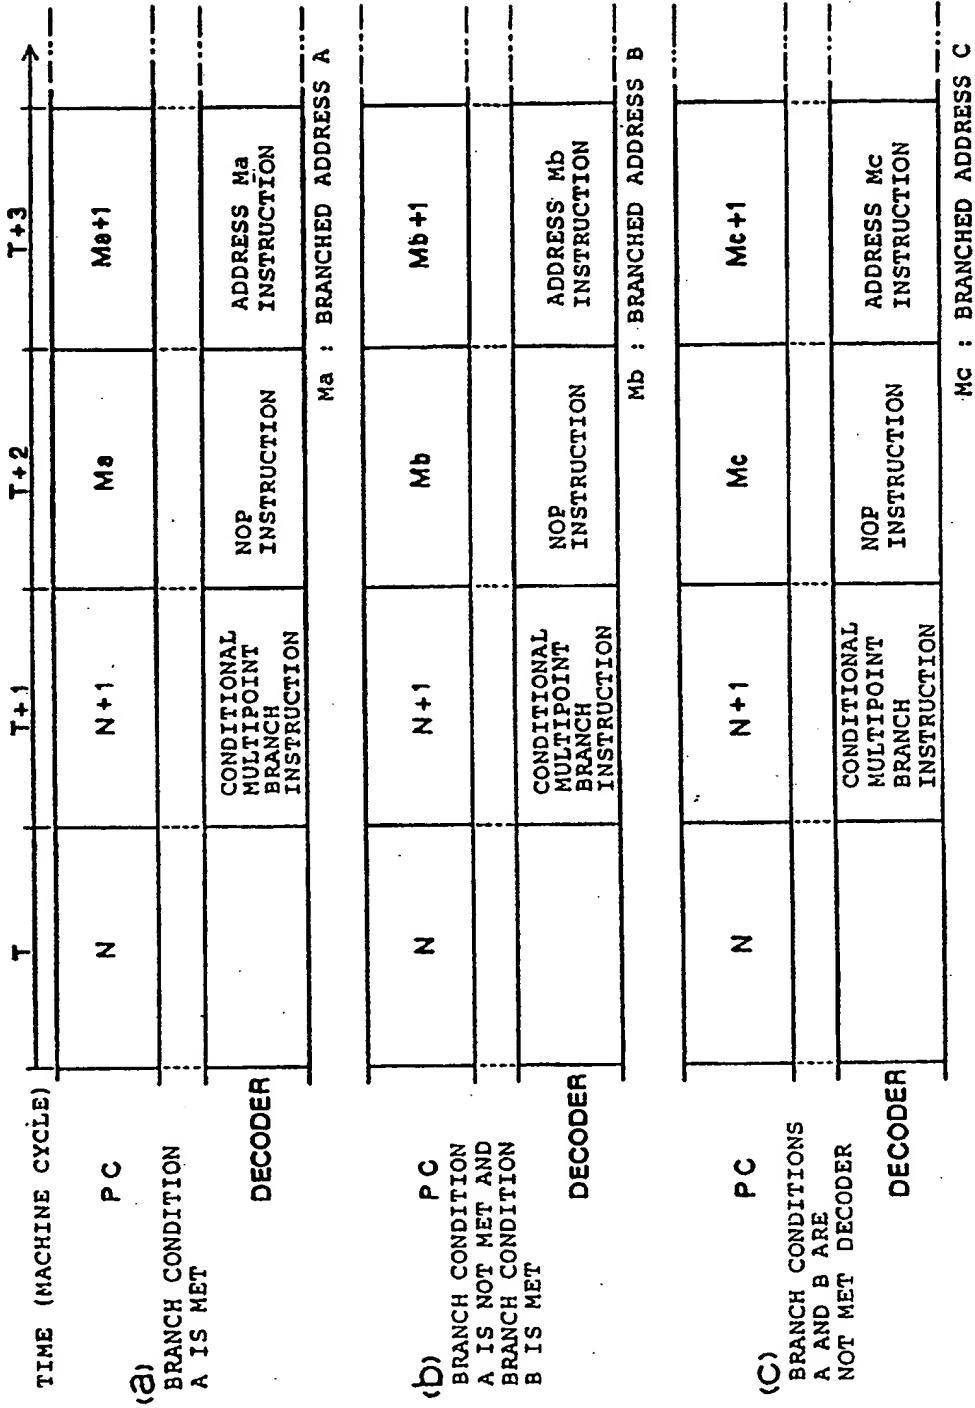 TIME (MACHINE CYCLE)
T
T+1
T+2
T+3
(a)
BRANCH CONDITION
A IS MET
PC
N
N+1
Ma
Ma+1
DECODER
CONDITIONAL
MULTIPOINT
BRANCH
INSTRUCTION
NOP
INSTRUCTION
ADDRESS Ma
INSTRUCTION
Ma : BRANCHED ADDRESS A
(b)
BRANCH CONDITION
A IS NOT MET AND
BRANCH CONDITION
B IS MET
PC
N
N+1
Mb
Mb+1
DECODER
CONDITIONAL
MULTIPOINT
BRANCH
INSTRUCTION
NOP
INSTRUCTION
ADDRESS Mb
INSTRUCTION
Mb : BRANCHED ADDRESS B
(C)
BRANCH CONDITIONS
A AND B ARE
NOT MET DECODER
PC
N
N+1
Mc
Mc+1
DECODER
CONDITIONAL
MULTIPOINT
BRANCH
INSTRUCTION
NOP
INSTRUCTION
ADDRESS Mc
INSTRUCTION
Mc : BRANCHED ADDRESS C